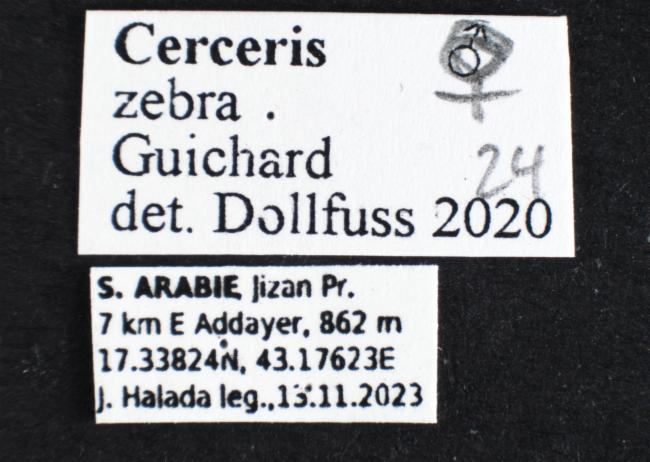 Cerceris ♀
zebra .
Guichard 24
det. Dollfuss 2020
S. ARABIE, Jizan Pr.
7 km E Addayer, 862 m
17.33824N, 43.17623E
J. Halada leg.,13.11.2023